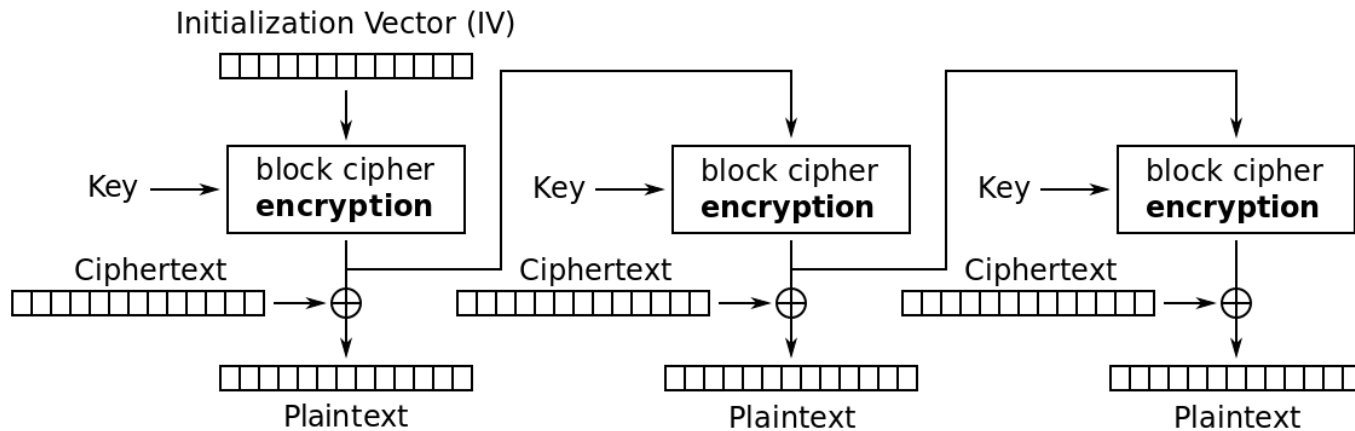 Initialization Vector (IV)
block cipher
encryption
Key
block cipher
encryption
Key
block cipher
encryption
Key
Ciphertext
Ciphertext
Ciphertext
Plaintext
Plaintext
Plaintext